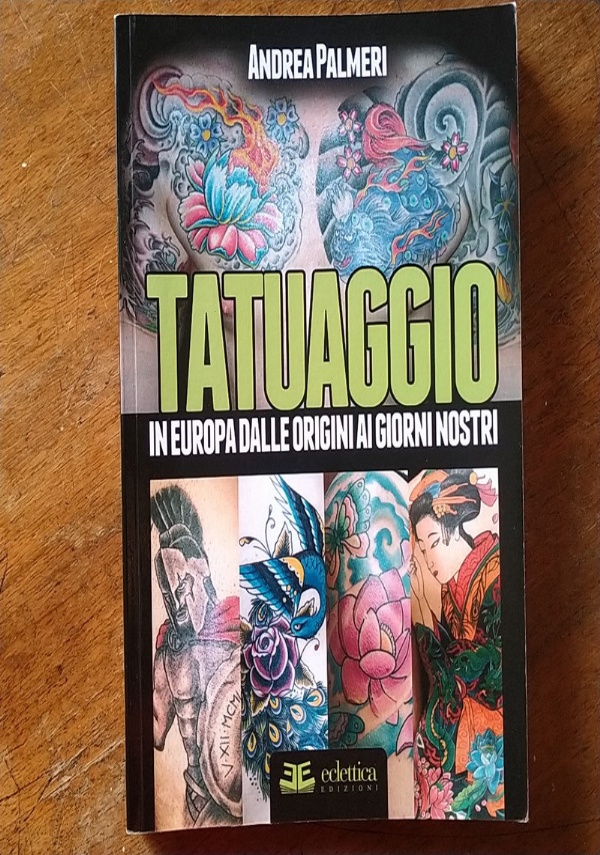 ANDREA PALMERI
TATUAGGIO
IN EUROPA DALLE ORIGINI AI GIORNI NOSTRI
V·XII·MCM
eclettica
EDIZIONI